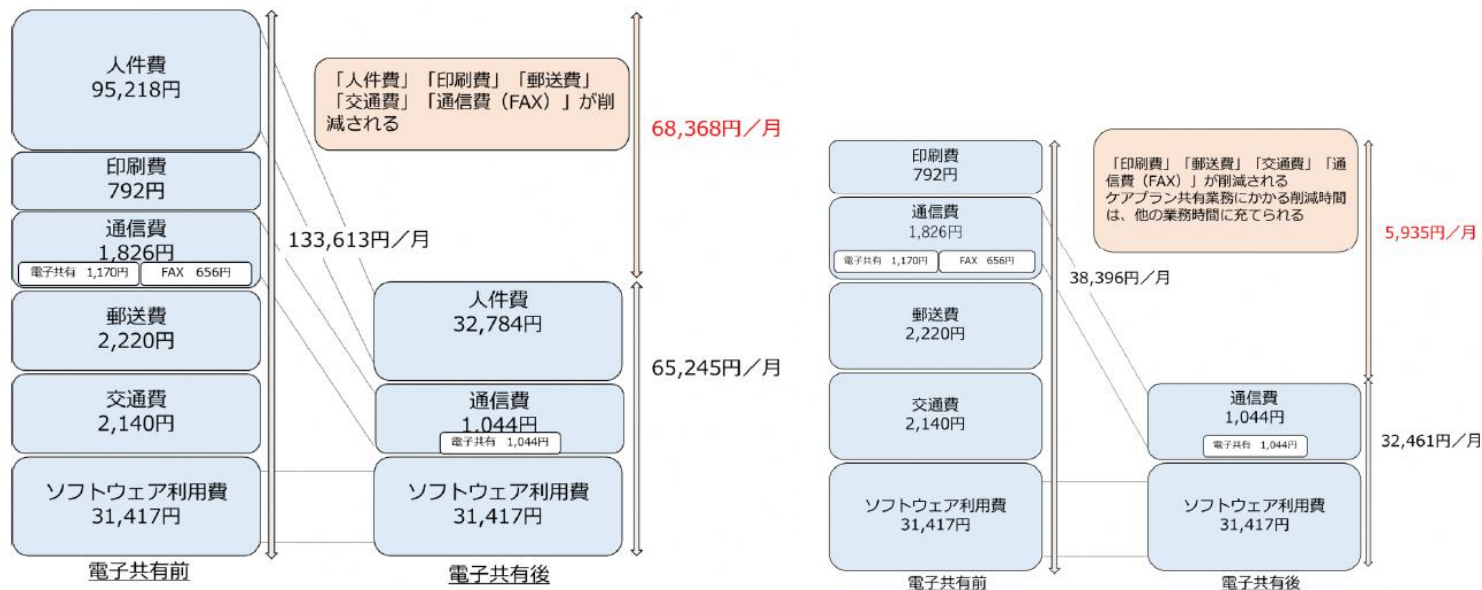 人件費
95,218円
印刷費
792円
通信費
1,826円
電子共有 1,170円
FAX 656円
郵送費
2,220円
交通費
2,140円
ソフトウェア利用費
31,417円
電子共有前
133,613円／月
「人件費」「印刷費」「郵送費」
「交通費」「通信費（FAX）」が削
減される
68,368円／月
人件費
32,784円
通信費
1,044円
電子共有 1,044円
ソフトウェア利用費
31,417円
電子共有後
65,245円／月
印刷費
792円
通信費
1,826円
電子共有 1,170円
FAX 656円
郵送費
2,220円
交通費
2,140円
ソフトウェア利用費
31,417円
電子共有前
38,396円／月
「印刷費」「郵送費」「交通費」「通
信費（FAX）」が削減される
ケアプラン共有業務にかかる削減時間
は、他の業務時間に充てられる
5,935円／月
通信費
1,044円
電子共有 1,044円
ソフトウェア利用費
31,417円
電子共有後
32,461円／月